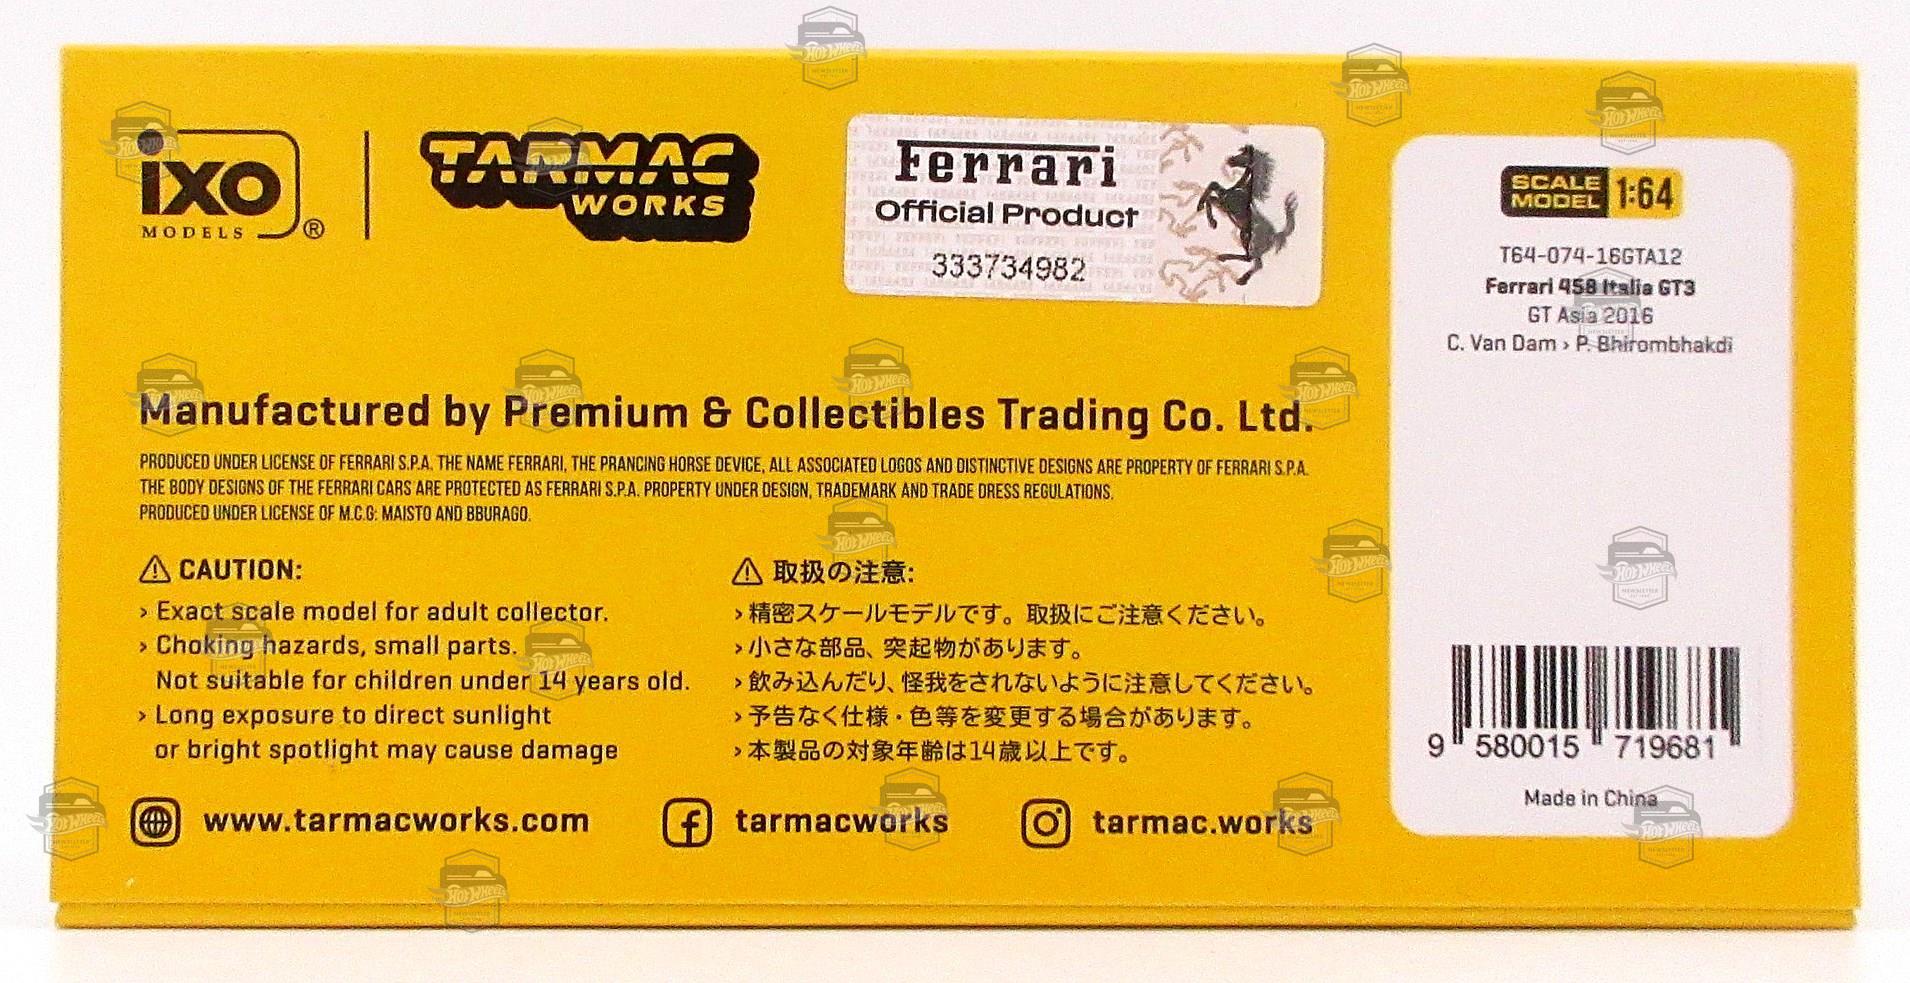 ixo
MODELS ®
TARMAC
WORKS
Ferrari
Official Product
333734982
SCALE
MODEL 1:64
T64-074-16GTA12
Ferrari 458 Italia GT3
GT Asia 2016
C. Van Dam › P. Bhirombhakdi
Manufactured by Premium & Collectibles Trading Co. Ltd.
PRODUCED UNDER LICENSE OF FERRARI S.P.A. THE NAME FERRARI, THE PRANCING HORSE DEVICE, ALL ASSOCIATED LOGOS AND DISTINCTIVE DESIGNS ARE PROPERTY OF FERRARI S.P.A.
THE BODY DESIGNS OF THE FERRARI CARS ARE PROTECTED AS FERRARI S.P.A. PROPERTY UNDER DESIGN, TRADEMARK AND TRADE DRESS REGULATIONS.
PRODUCED UNDER LICENSE OF M.C.G: MAISTO AND BBURAGO.
⚠ CAUTION:
› Exact scale model for adult collector.
› Choking hazards, small parts.
Not suitable for children under 14 years old.
› Long exposure to direct sunlight
or bright spotlight may cause damage
⚠ 取扱の注意:
›精密スケールモデルです。取扱にご注意ください。
›小さな部品、突起物があります。
›飲み込んだり、怪我をされないように注意してください。
›予告なく仕様・色等を変更する場合があります。
›本製品の対象年齢は14歳以上です。
www.tarmacworks.com
tarmacworks
tarmac.works
9 580015 719681
Made in China
HOT WHEELS
NEWSLETTER